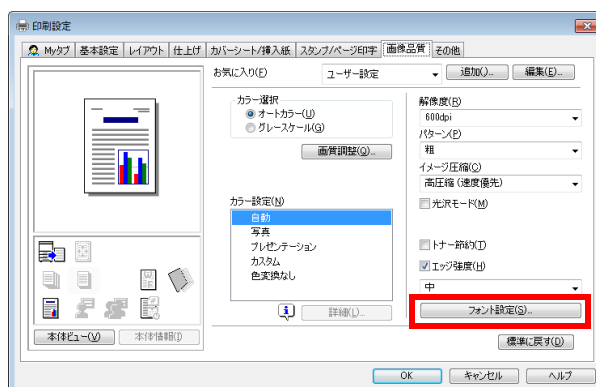 印刷設定
Myタブ 基本設定 レイアウト 仕上げ カバーシート/挿入紙 スタンプ/ページ印字 画像品質 その他
お気に入り(F) ユーザー設定 追加(.)... 編集(E)...
カラー選択
オートカラー(U)
グレースケール(G)
画質調整(Q)...
カラー設定(N)
自動
写真
プレゼンテーション
カスタム
色変換なし
詳細(L)...
解像度(R)
600dpi
パターン(P)
粗
イメージ圧縮(C)
高圧縮 (速度優先)
光沢モード(M)
トナー節約(T)
エッジ強度(H)
中
フォント設定(S)...
本体ビュー(V) 本体情報(I)
標準に戻す(D)
OK キャンセル ヘルプ